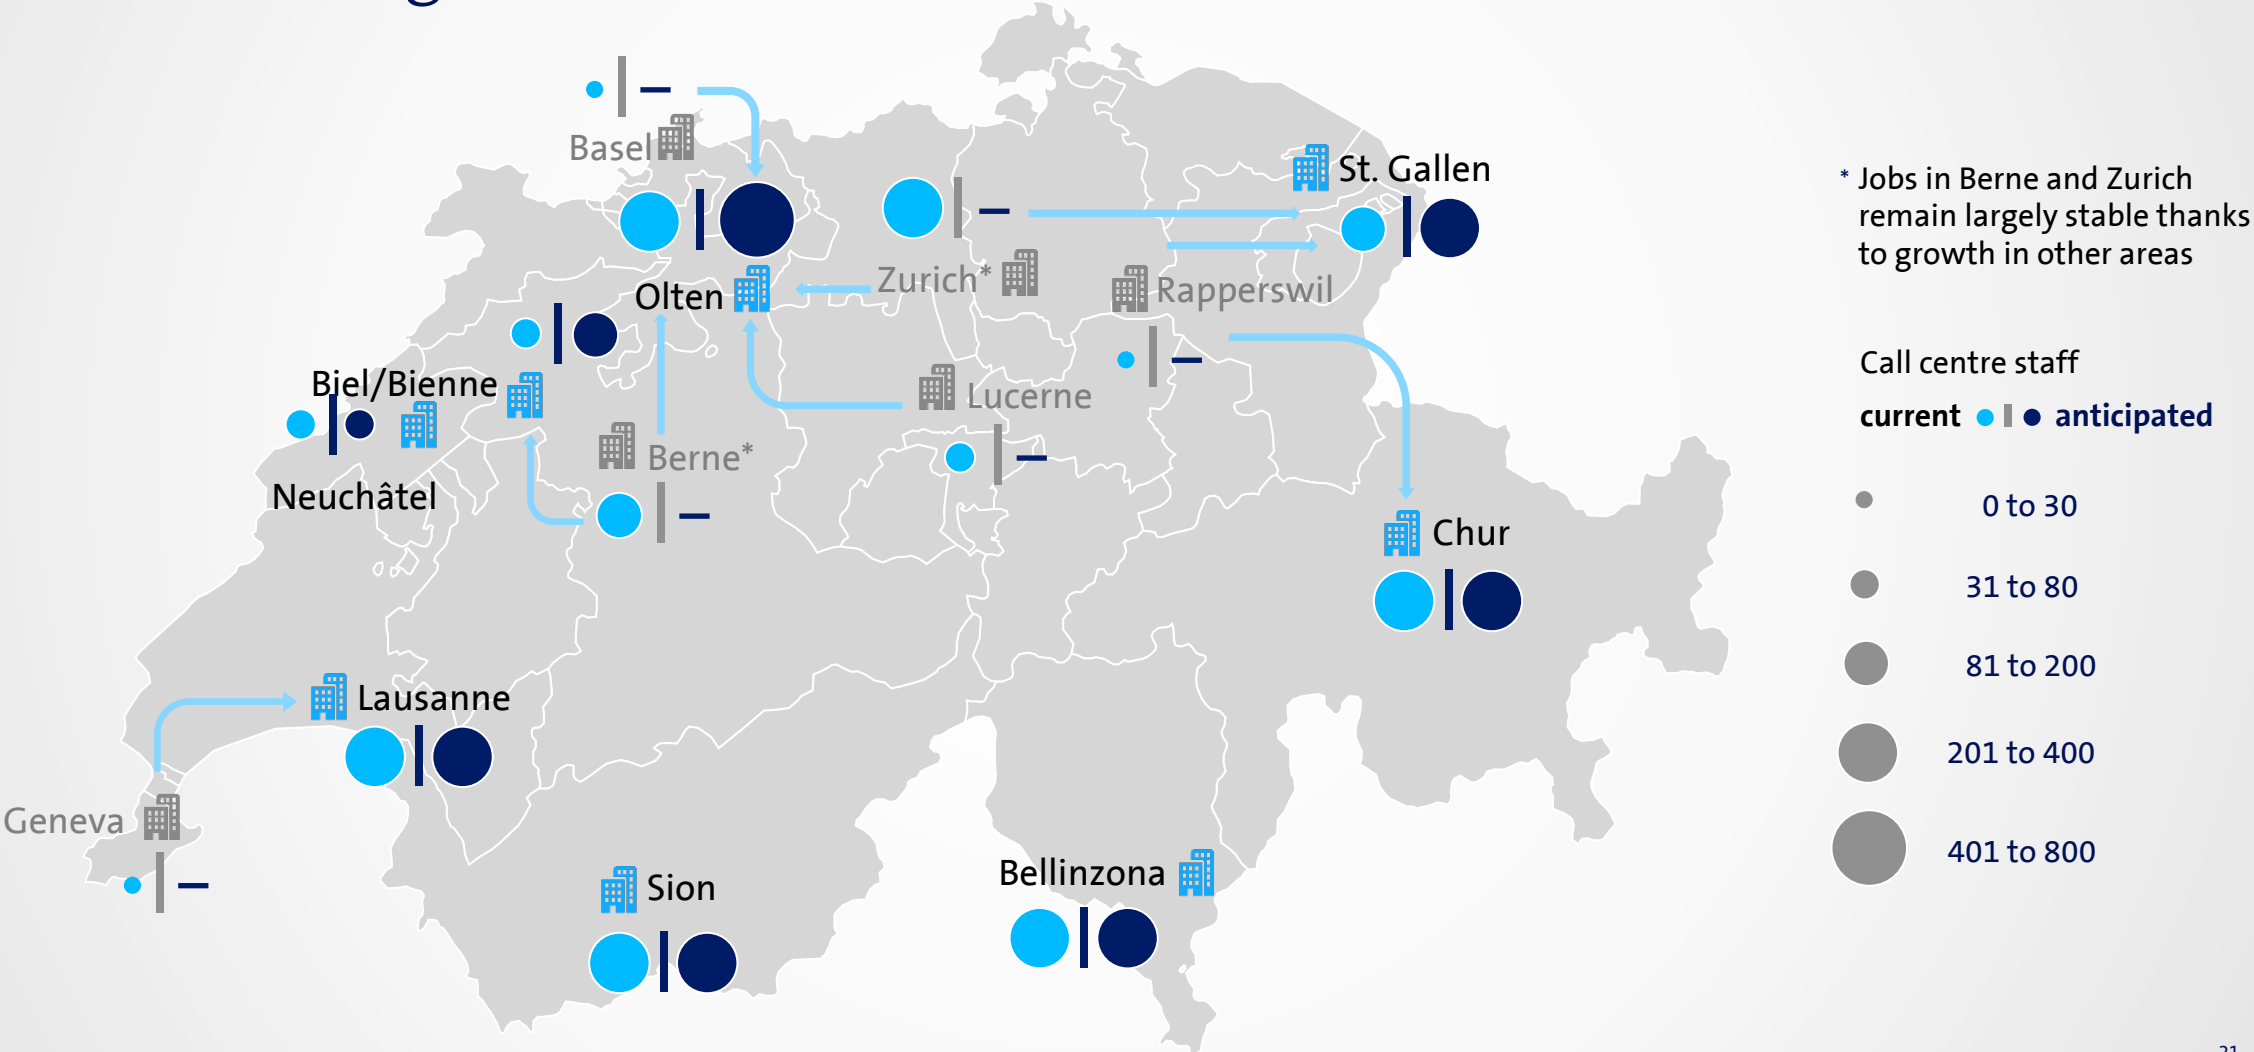 Basel
St. Gallen
Olten
Zurich*
Rapperswil
Biel/Bienne
Lucerne
Berne*
Neuchâtel
Chur
Lausanne
Geneva
Sion
Bellinzona
* Jobs in Berne and Zurich
remain largely stable thanks
to growth in other areas
Call centre staff
current anticipated
0 to 30
31 to 80
81 to 200
201 to 400
401 to 800